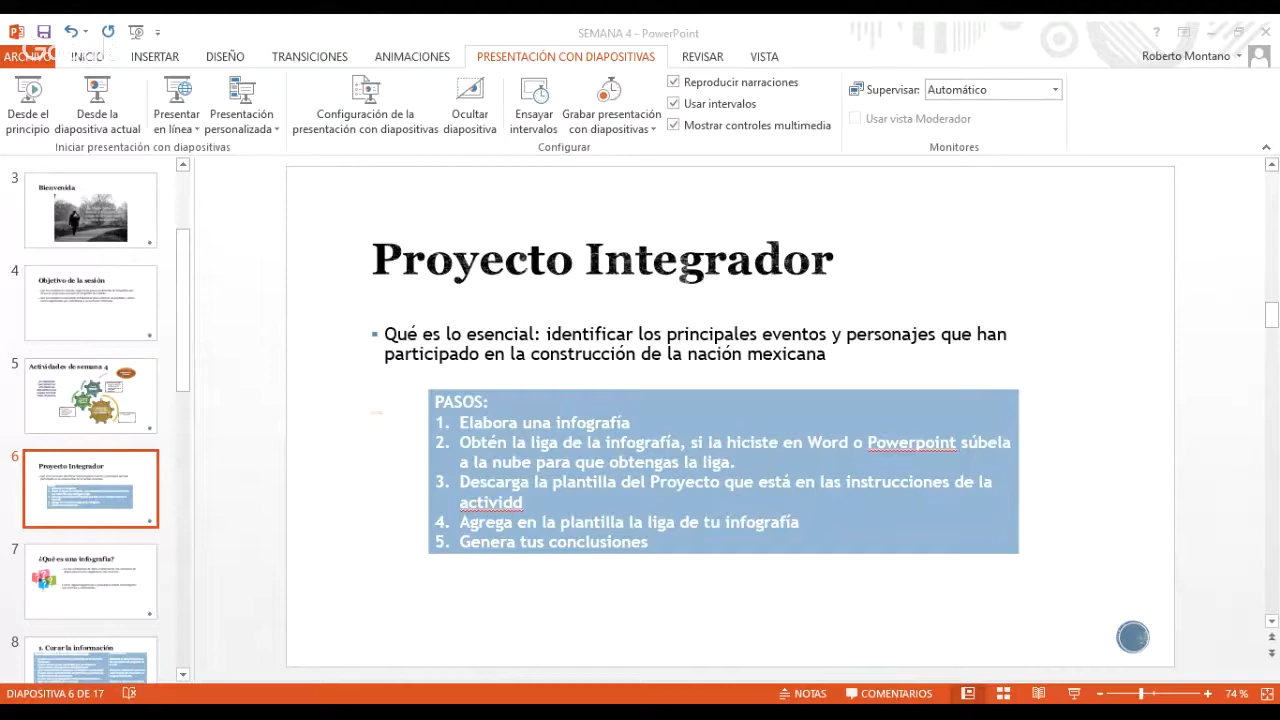 SEMANA 4 - PowerPoint
ARCHIVO INICIO INSERTAR DISEÑO TRANSICIONES ANIMACIONES PRESENTACIÓN CON DIAPOSITIVAS REVISAR VISTA Roberto Montano
Desde el principio
Desde la diapositiva actual
Presentar en línea
Presentación personalizada
Configuración de la presentación con diapositivas
Ocultar diapositiva
Ensayar intervalos
Grabar presentación con diapositivas
Reproducir narraciones
Usar intervalos
Mostrar controles multimedia
Supervisar: Automático
Usar vista Moderador
Iniciar presentación con diapositivas Configurar Monitores
3
Bienvenida
4
Objetivo de la sesión
5
Actividades de semana 4
6
Proyecto Integrador
7
¿Qué es una infografía?
8
1. Curar la información
Proyecto Integrador
Qué es lo esencial: identificar los principales eventos y personajes que han
participado en la construcción de la nación mexicana
PASOS:
1. Elabora una infografía
2. Obtén la liga de la infografía, si la hiciste en Word o Powerpoint súbela
a la nube para que obtengas la liga.
3. Descarga la plantilla del Proyecto que está en las instrucciones de la
actividd
4. Agrega en la plantilla la liga de tu infografía
5. Genera tus conclusiones
DIAPOSITIVA 6 DE 17 NOTAS COMENTARIOS 74 %